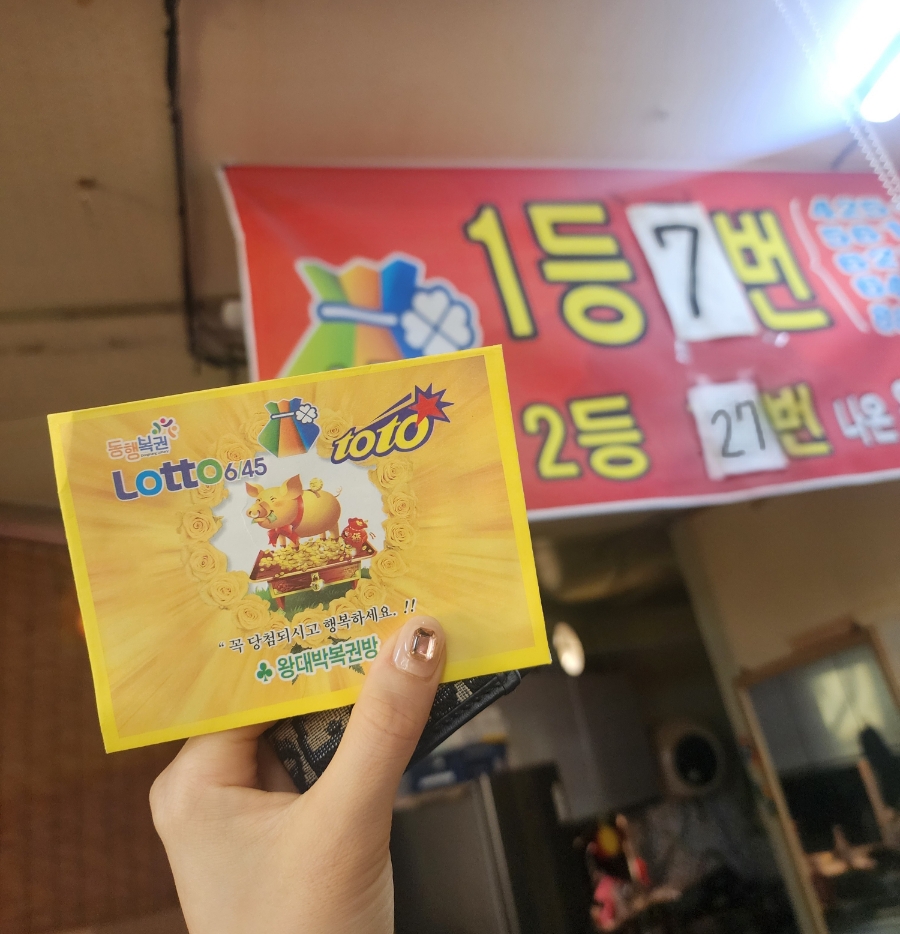 1등 7번
2등 27번 나온
동행복권
Lotto 6/45
toto
"꼭 당첨되시고 행복하세요. !!
왕대박복권방